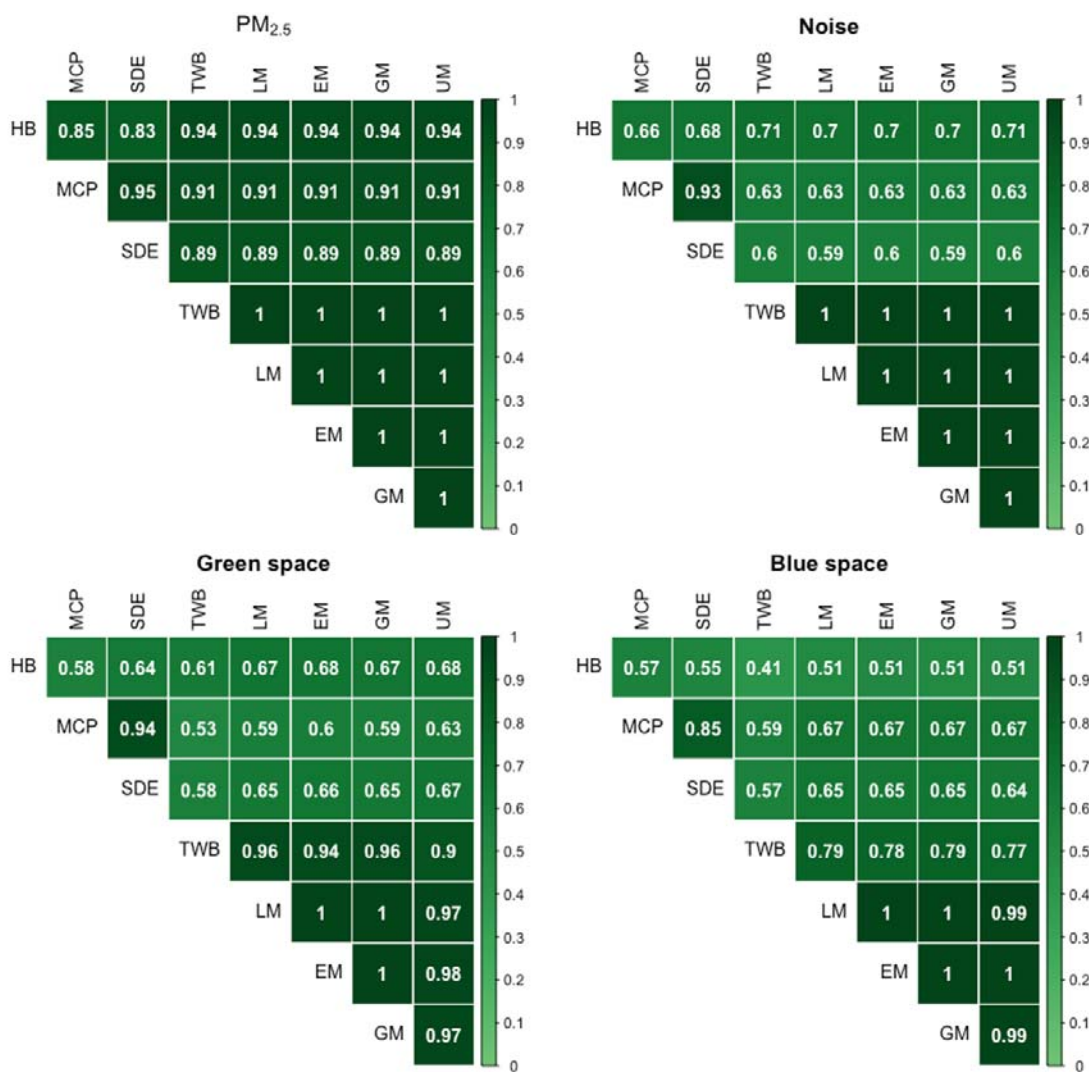 PM2.5
MCP SDE TWB LM EM GM UM
HB 0.85 0.83 0.94 0.94 0.94 0.94 0.94
MCP 0.95 0.91 0.91 0.91 0.91 0.91
SDE 0.89 0.89 0.89 0.89 0.89
TWB 1 1 1 1
LM 1 1 1
EM 1 1
GM 1
1
0.9
0.8
0.7
0.6
0.5
0.4
0.3
0.2
0.1
0
Noise
MCP SDE TWB LM EM GM UM
HB 0.66 0.68 0.71 0.7 0.7 0.7 0.71
MCP 0.93 0.63 0.63 0.63 0.63 0.63
SDE 0.6 0.59 0.6 0.59 0.6
TWB 1 1 1 1
LM 1 1 1
EM 1 1
GM 1
1
0.9
0.8
0.7
0.6
0.5
0.4
0.3
0.2
0.1
0
Green space
MCP SDE TWB LM EM GM UM
HB 0.58 0.64 0.61 0.67 0.68 0.67 0.68
MCP 0.94 0.53 0.59 0.6 0.59 0.63
SDE 0.58 0.65 0.66 0.65 0.67
TWB 0.96 0.94 0.96 0.9
LM 1 1 0.97
EM 1 0.98
GM 0.97
1
0.9
0.8
0.7
0.6
0.5
0.4
0.3
0.2
0.1
0
Blue space
MCP SDE TWB LM EM GM UM
HB 0.57 0.55 0.41 0.51 0.51 0.51 0.51
MCP 0.85 0.59 0.67 0.67 0.67 0.67
SDE 0.57 0.65 0.65 0.65 0.64
TWB 0.79 0.78 0.79 0.77
LM 1 1 0.99
EM 1 1
GM 0.99
1
0.9
0.8
0.7
0.6
0.5
0.4
0.3
0.2
0.1
0